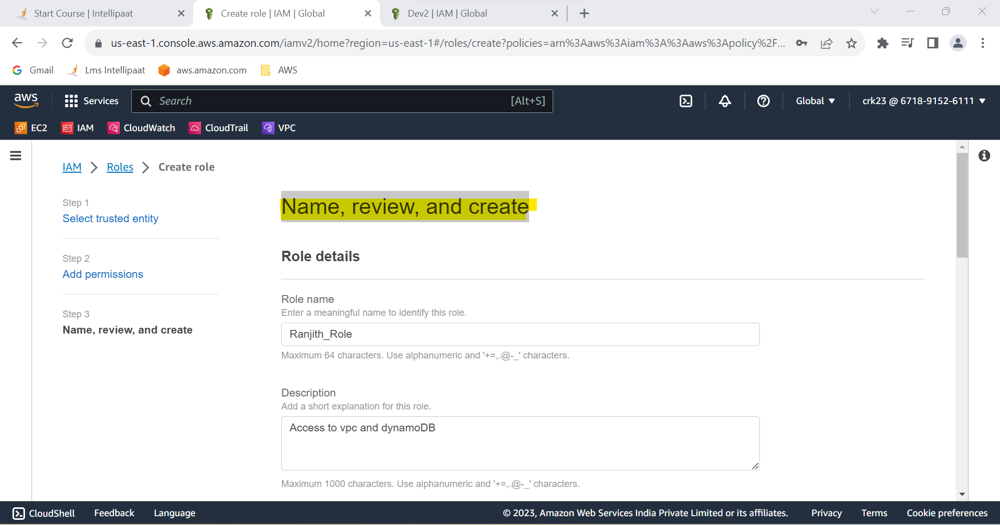 Start Course | Intellipaat
Create role | IAM | Global
Dev2 | IAM | Global
us-east-1.console.aws.amazon.com/iamv2/home?region=us-east-1#/roles/create?policies=arn%3Aaws%3Aiam%3A%3Aaws%3Apolicy%2F...
Gmail Lms Intellipaat aws.amazon.com AWS
aws Services Search [Alt+S] Global crk23 @ 6718-9152-6111
EC2 IAM CloudWatch CloudTrail VPC
IAM Roles Create role
Step 1
Select trusted entity
Step 2
Add permissions
Step 3
Name, review, and create
Name, review, and create
Role details
Role name
Enter a meaningful name to identify this role.
Ranjith_Role
Maximum 64 characters. Use alphanumeric and '+=,.@-_' characters.
Description
Add a short explanation for this role.
Access to vpc and dynamoDB
Maximum 1000 characters. Use alphanumeric and '+=,.@-_' characters.
CloudShell Feedback Language © 2023, Amazon Web Services India Private Limited or its affiliates. Privacy Terms Cookie preferences